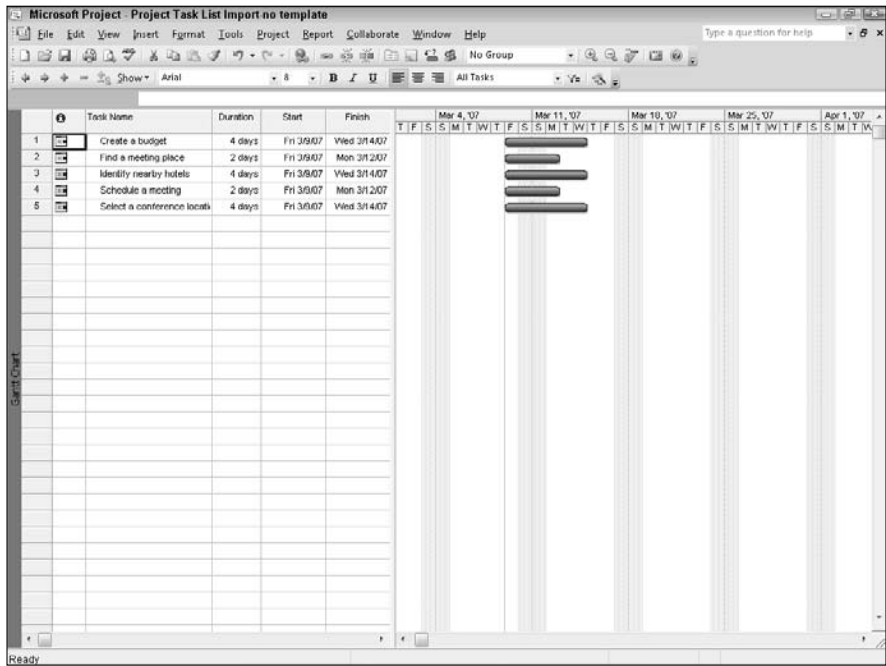 Microsoft Project - Project Task List Import-no template
File Edit View Insert Format Tools Project Report Collaborate Window Help
Type a question for help
No Group
Show Arial 8 B I U All Tasks
Task Name Duration Start Finish Mar 4, '07 Mar 11, '07 Mar 18, '07 Mar 25, '07 Apr 1, '07
T F S S M T W T F S S M T W T F S S M T W T F S S M T W T F S S M T W
1 Create a budget 4 days Fri 3/9/07 Wed 3/14/07
2 Find a meeting place 2 days Fri 3/9/07 Mon 3/12/07
3 Identify nearby hotels 4 days Fri 3/9/07 Wed 3/14/07
4 Schedule a meeting 2 days Fri 3/9/07 Mon 3/12/07
5 Select a conference locati 4 days Fri 3/9/07 Wed 3/14/07
Gantt Chart
Ready